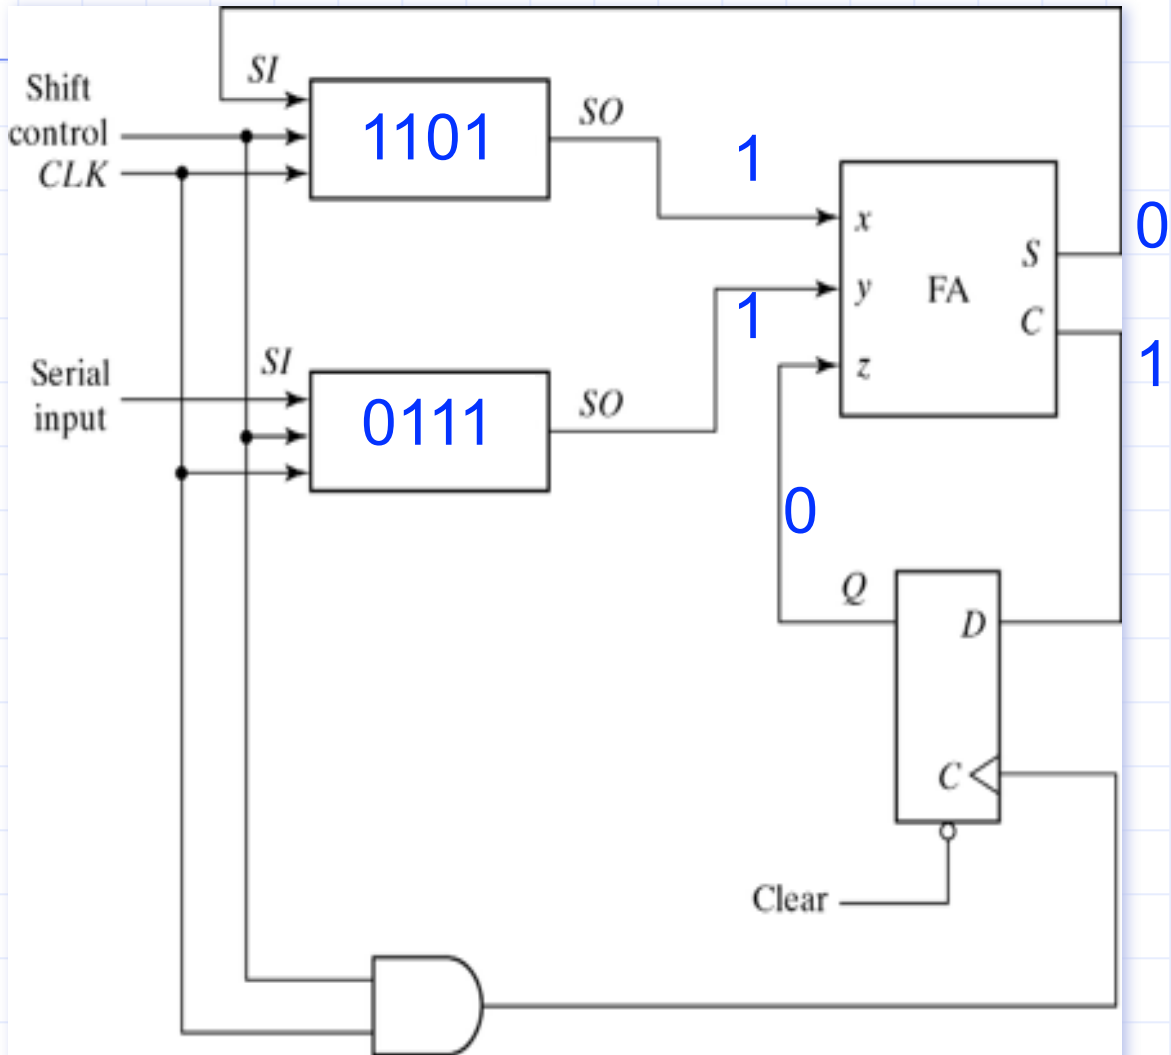 SI
Shift
control
CLK
1101
SO
1
x
y
z
FA
S
C
0
1
1
Serial
input
SI
0111
SO
0
Q
D
C
Clear